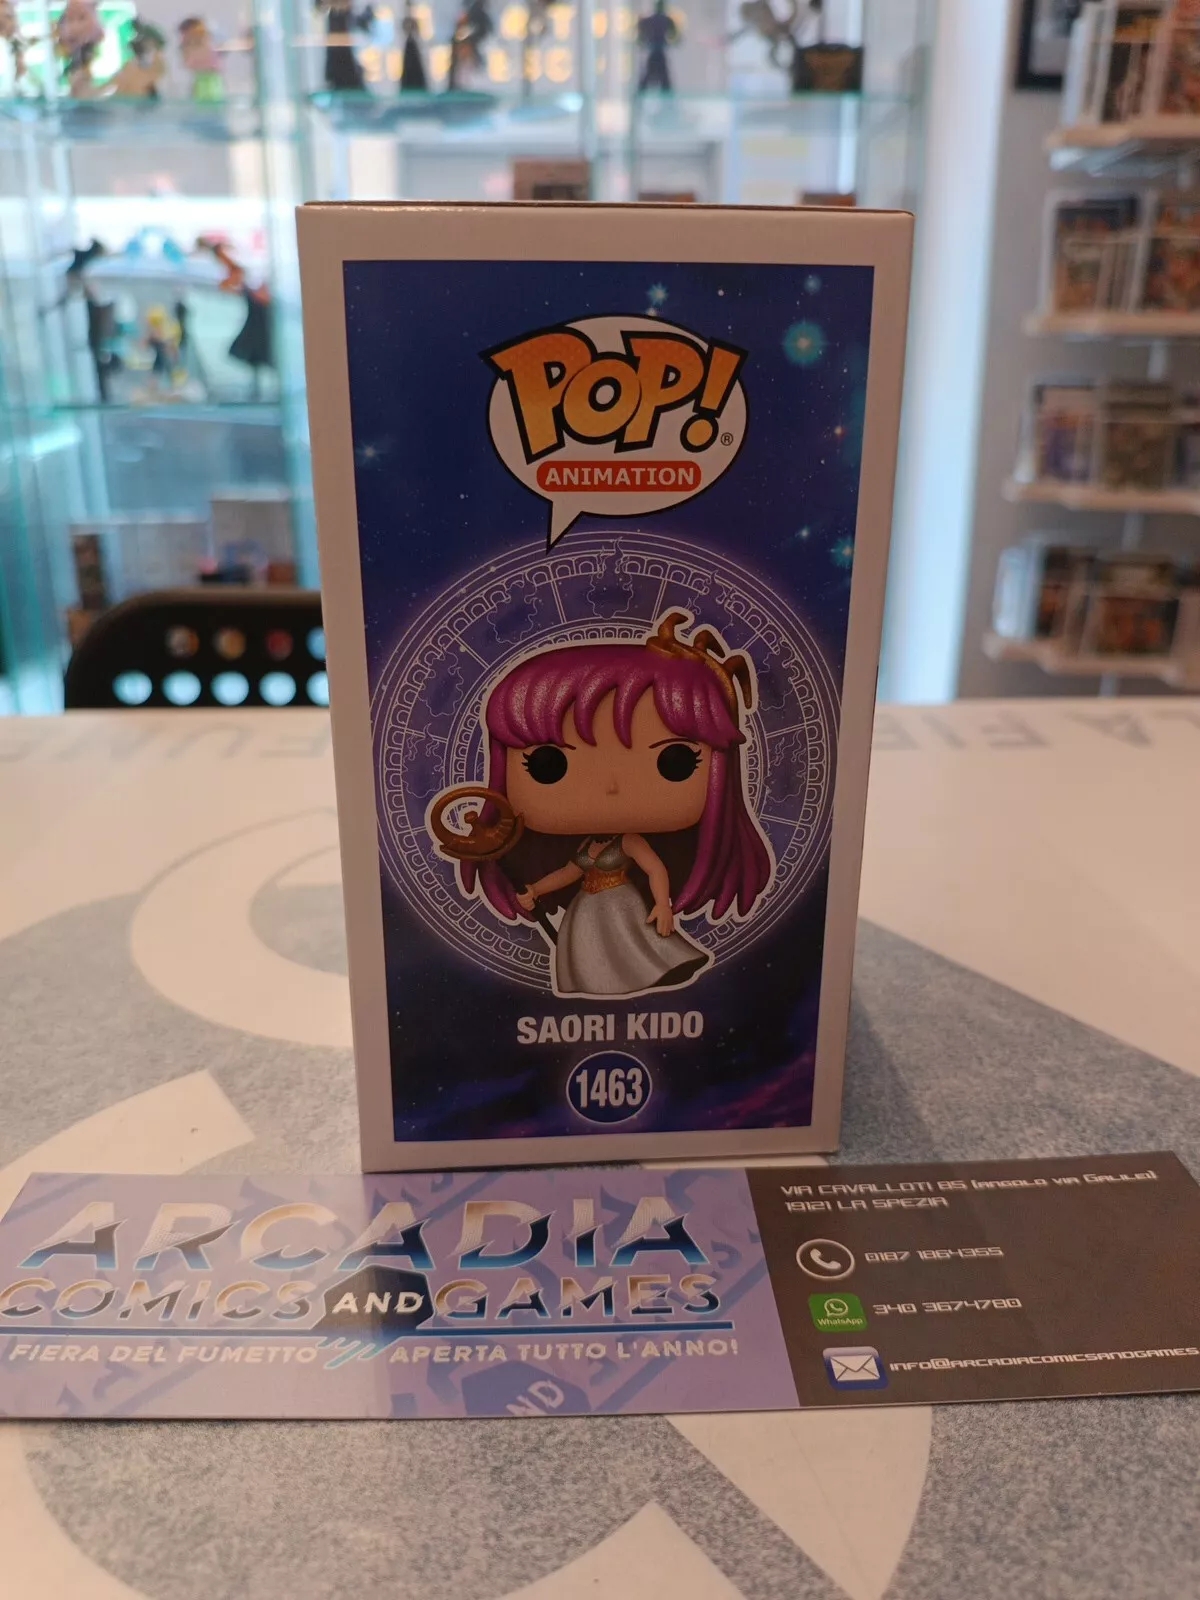 POP!
®
ANIMATION
SAORI KIDO
1463
ARCADIA
COMICS AND GAMES
FIERA DEL FUMETTO APERTA TUTTO L'ANNO!
VIA CAVALLOTI 85 (angolo via Galilei)
19121 LA SPEZIA
0187 1864355
WhatsApp
340 3674780
INFO@ARCADIACOMICSANDGAMES